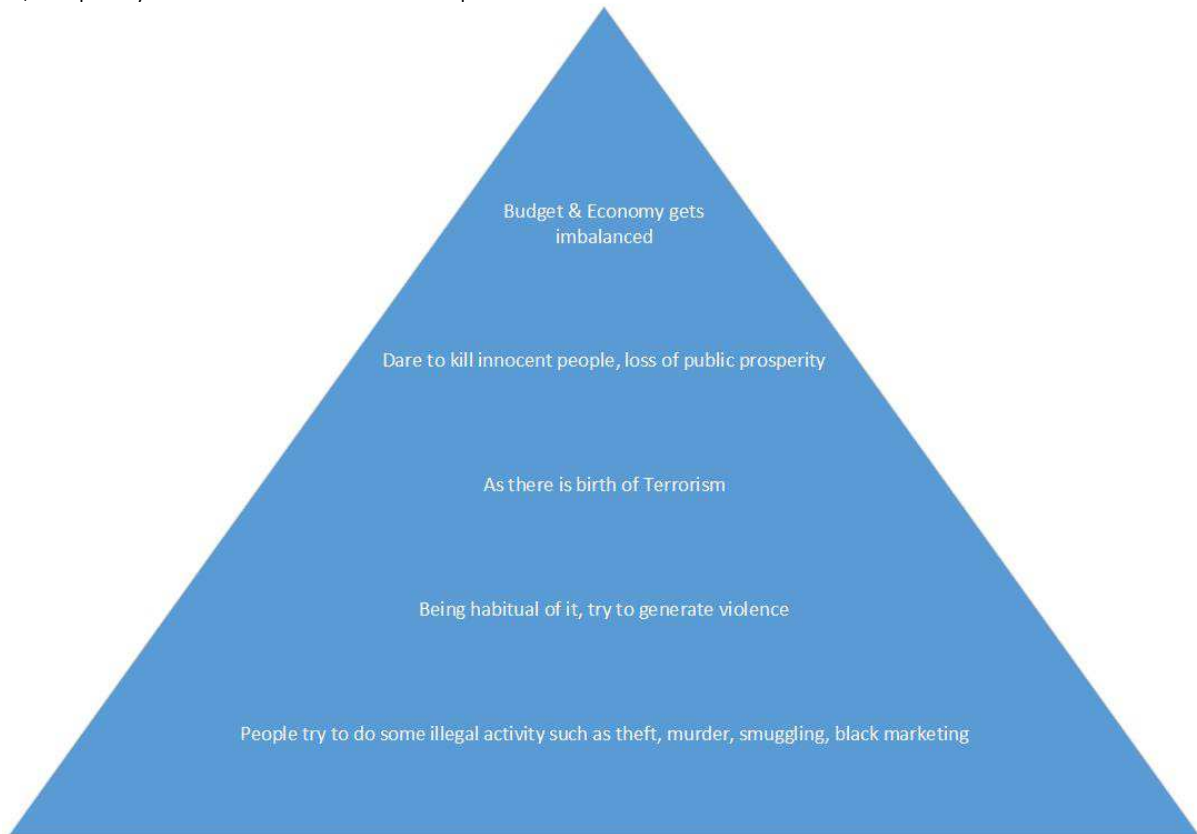 Budget & Economy gets
imbalanced
Dare to kill innocent people, loss of public prosperity
As there is birth of Terrorism
Being habitual of it, try to generate violence
People try to do some illegal activity such as theft, murder, smuggling, black marketing